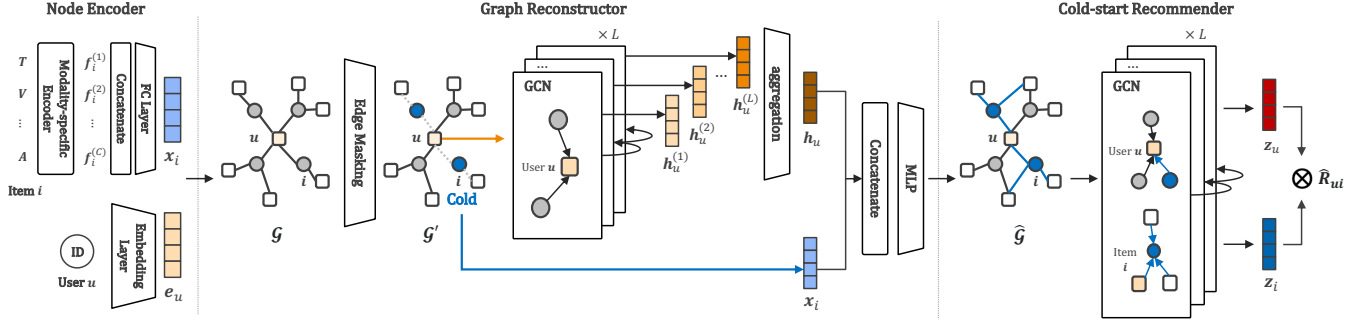 Node Encoder
T
V
⋮
A
Item i
Modality-specific
Encoder
f_i^{(1)}
f_i^{(2)}
⋮
f_i^{(C)}
Concatenate
FC Layer
x_i
ID
User u
Embedding
Layer
e_u
Graph Reconstructor
u
i
𝒢
Edge Masking
u
i
Cold
𝒢′
× L
...
GCN
User u
h_u^{(1)}
h_u^{(2)}
...
h_u^{(L)}
aggregation
h_u
x_i
Concatenate
MLP
Cold-start Recommender
u
i
𝒢̂
× L
...
GCN
User u
Item
i
z_u
z_i
⊗
R̂_{ui}